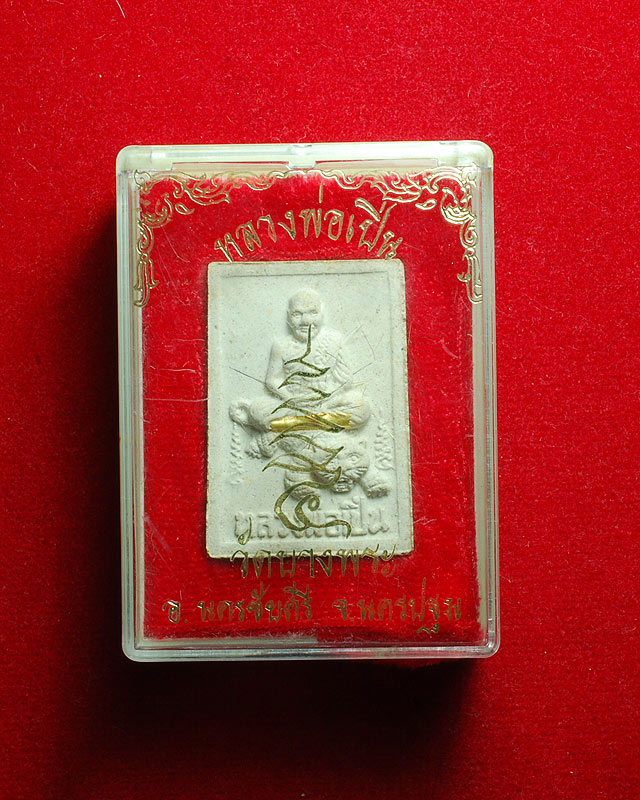 หลวงพ่อเปิ่น
หลวงพ่อเปิ่น
วัดบางพระ
อ. นครชัยศรี จ.นครปฐม